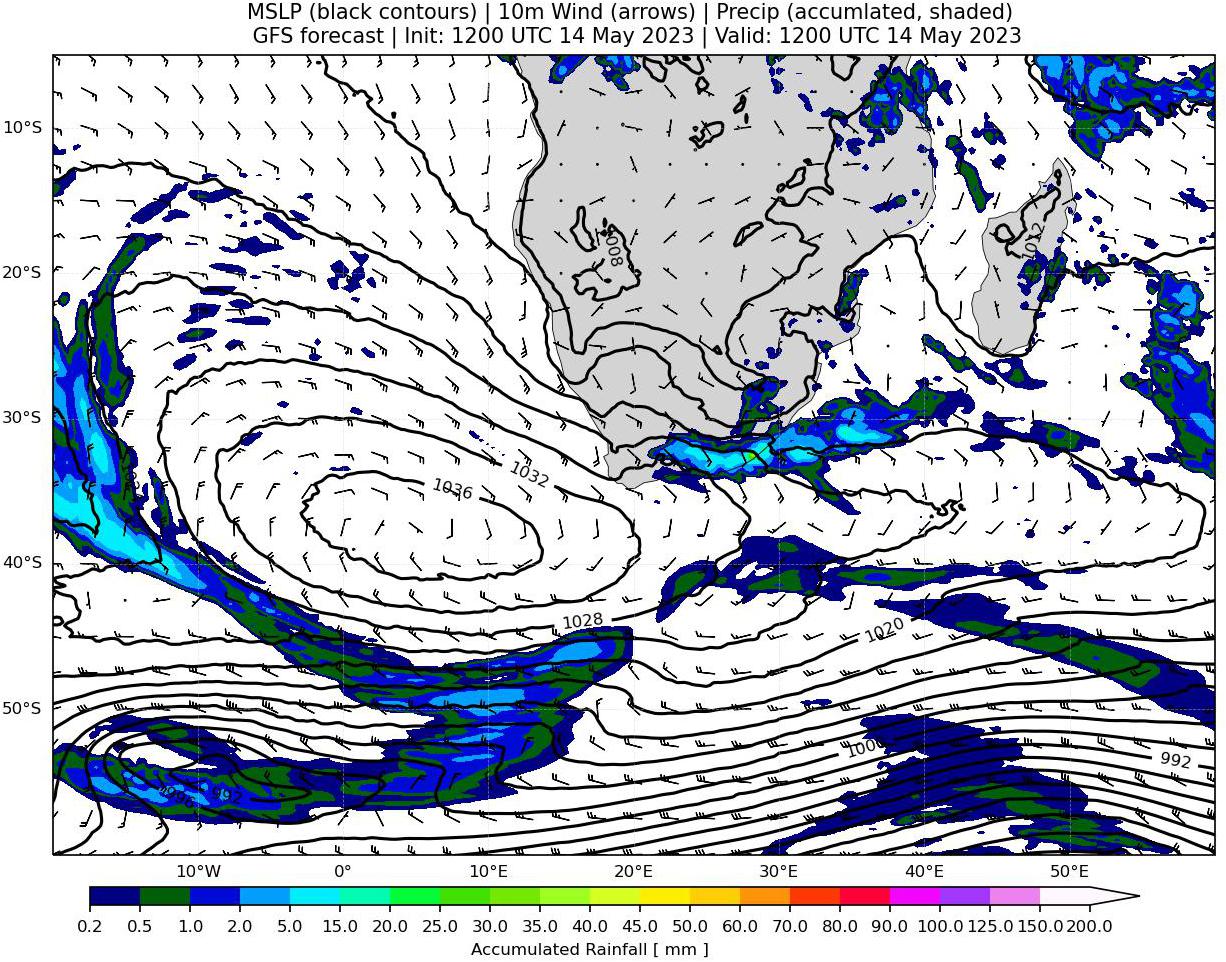 MSLP (black contours) | 10m Wind (arrows) | Precip (accumlated, shaded)
GFS forecast | Init: 1200 UTC 14 May 2023 | Valid: 1200 UTC 14 May 2023
10°S
20°S
30°S
40°S
50°S
1008
1012
1032
1036
1028
1020
1000
992
996
992
10°W
0°
10°E
20°E
30°E
40°E
50°E
0.2 0.5 1.0 2.0 5.0 10.0 15.0 20.0 25.0 30.0 35.0 40.0 45.0 50.0 60.0 70.0 80.0 90.0 100.0 125.0 150.0 200.0
Accumulated Rainfall [ mm ]